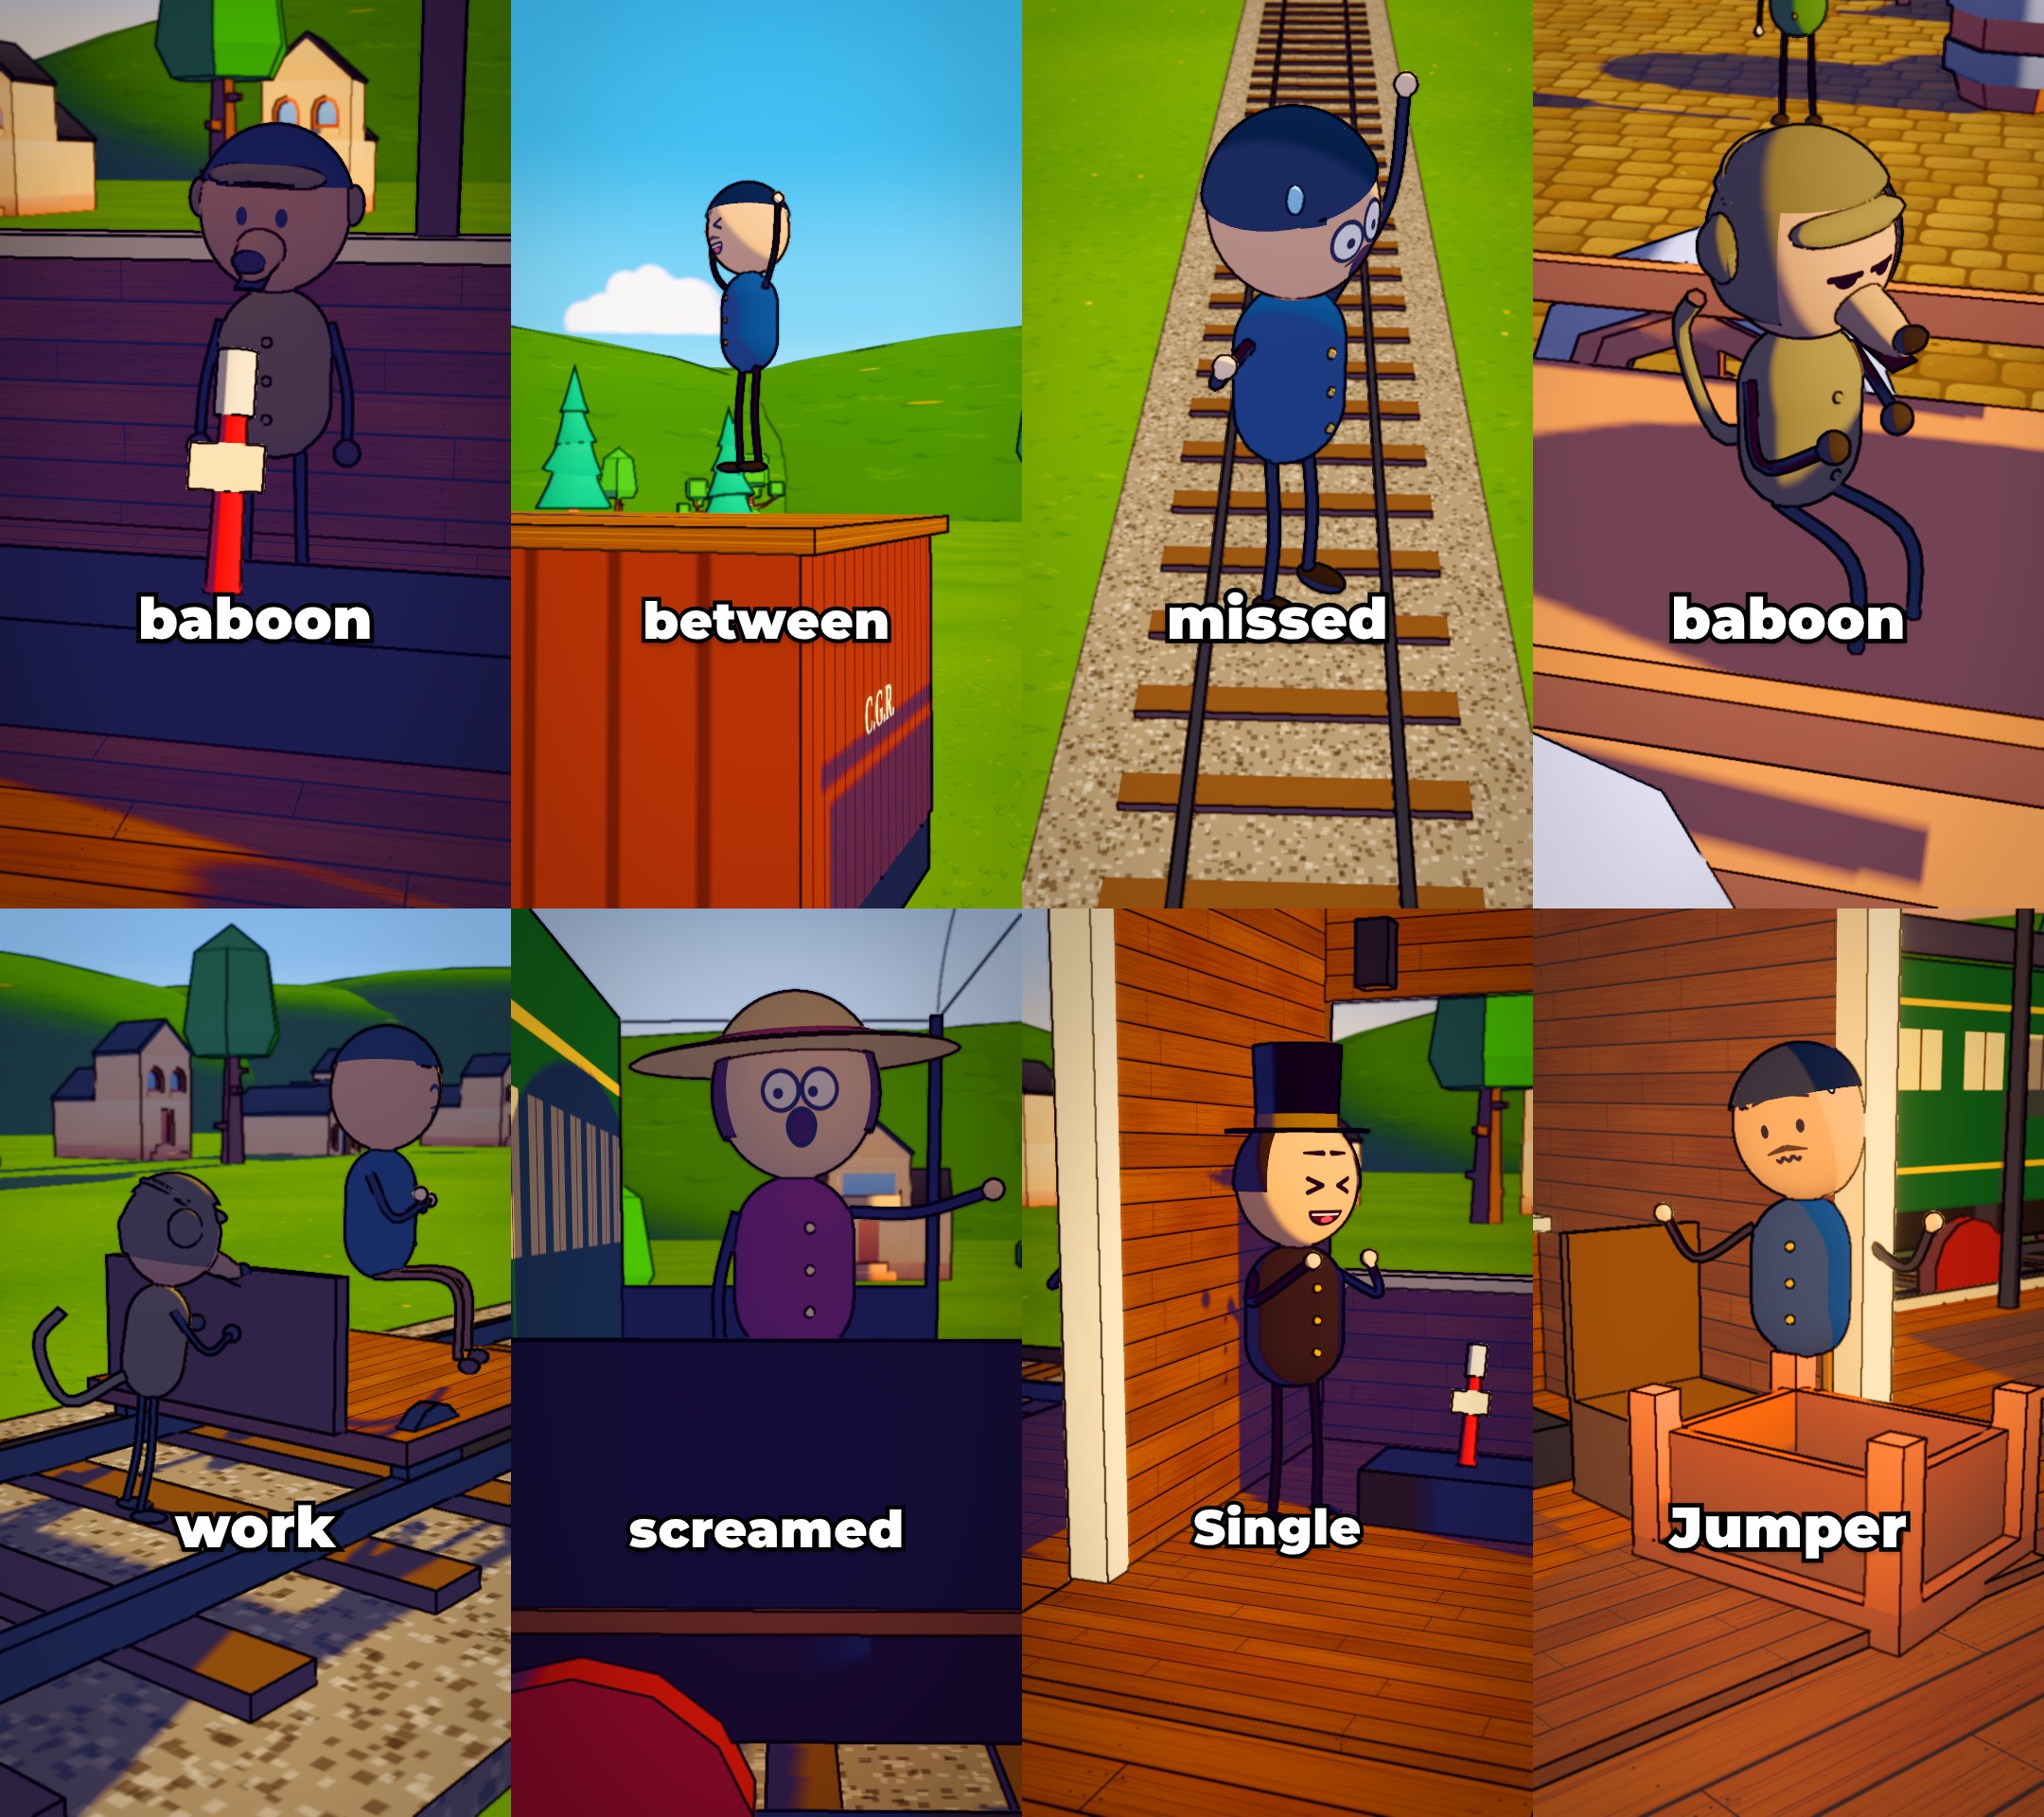 baboon
between
C.G.R.
missed
baboon
work
screamed
Single
Jumper